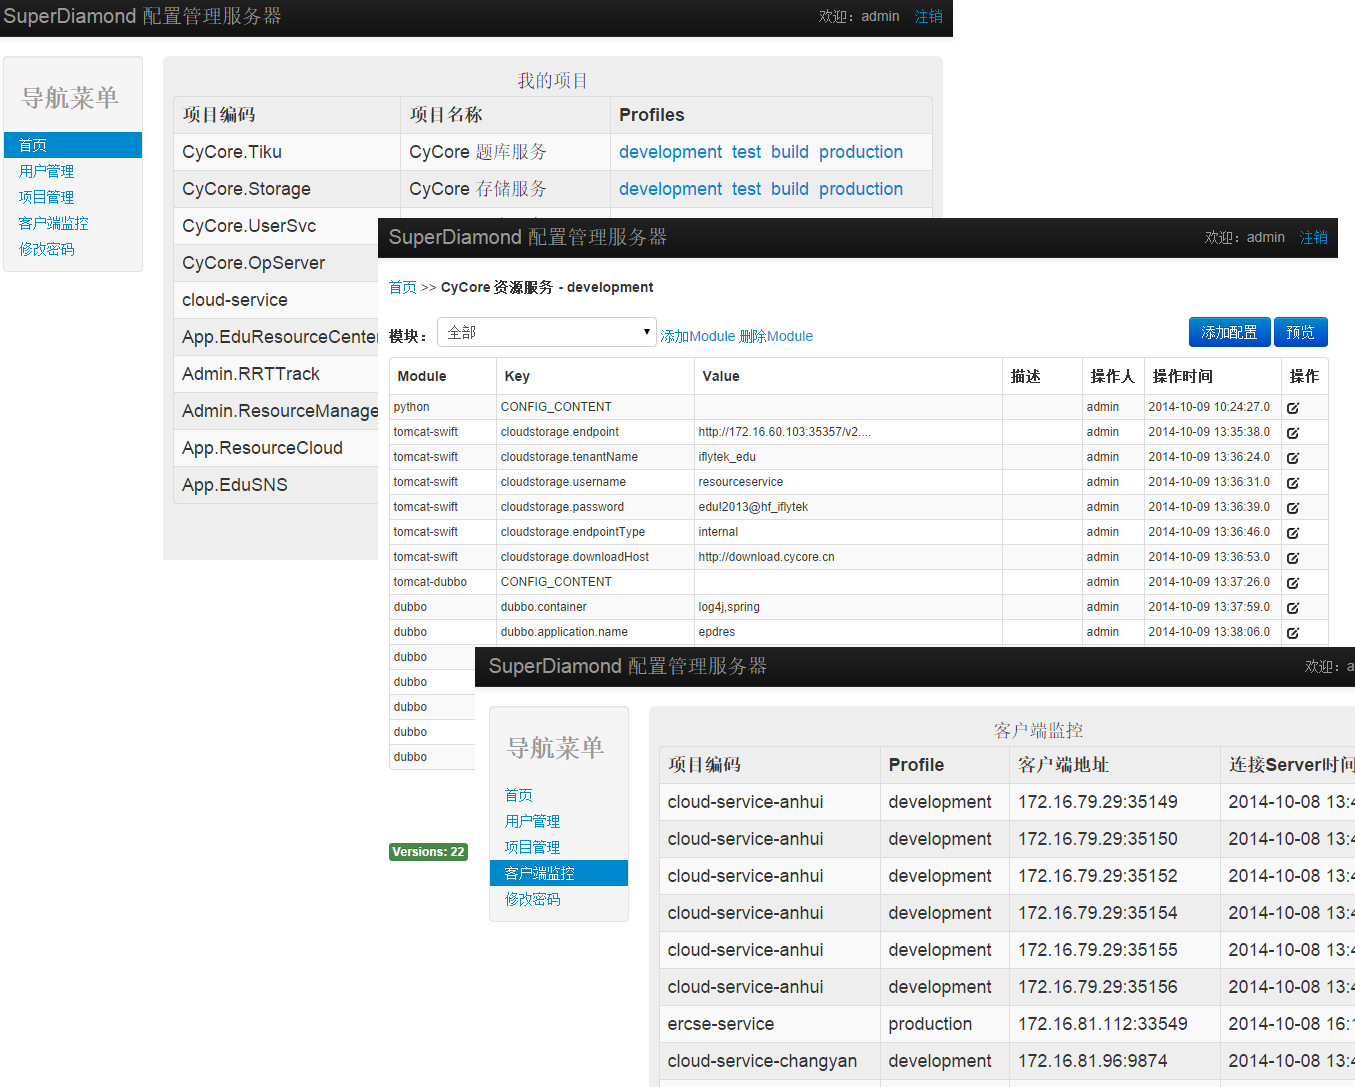 SuperDiamond 配置管理服务器 欢迎：admin 注销
导航菜单
首页
用户管理
项目管理
客户端监控
修改密码
我的项目
项目编码 项目名称 Profiles
CyCore.Tiku CyCore 题库服务 development test build production
CyCore.Storage CyCore 存储服务 development test build production
CyCore.UserSvc
CyCore.OpServer
cloud-service
App.EduResourceCenter
Admin.RRTTrack
Admin.ResourceManage
App.ResourceCloud
App.EduSNS
SuperDiamond 配置管理服务器 欢迎：admin 注销
首页 >> CyCore 资源服务 - development
模块： 全部 添加Module 删除Module 添加配置 预览
Module Key Value 描述 操作人 操作时间 操作
python CONFIG_CONTENT admin 2014-10-09 10:24:27.0
tomcat-swift cloudstorage.endpoint http://172.16.60.103:35357/v2.... admin 2014-10-09 13:35:38.0
tomcat-swift cloudstorage.tenantName iflytek_edu admin 2014-10-09 13:36:24.0
tomcat-swift cloudstorage.username resourceservice admin 2014-10-09 13:36:31.0
tomcat-swift cloudstorage.password edu!2013@hf_iflytek admin 2014-10-09 13:36:39.0
tomcat-swift cloudstorage.endpointType internal admin 2014-10-09 13:36:46.0
tomcat-swift cloudstorage.downloadHost http://download.cycore.cn admin 2014-10-09 13:36:53.0
tomcat-dubbo CONFIG_CONTENT admin 2014-10-09 13:37:26.0
dubbo dubbo.container log4j,spring admin 2014-10-09 13:37:59.0
dubbo dubbo.application.name epdres admin 2014-10-09 13:38:06.0
dubbo
dubbo
dubbo
dubbo
dubbo
Versions: 22
SuperDiamond 配置管理服务器 欢迎：a
导航菜单
首页
用户管理
项目管理
客户端监控
修改密码
客户端监控
项目编码 Profile 客户端地址 连接Server时间
cloud-service-anhui development 172.16.79.29:35149 2014-10-08 13:4
cloud-service-anhui development 172.16.79.29:35150 2014-10-08 13:4
cloud-service-anhui development 172.16.79.29:35152 2014-10-08 13:4
cloud-service-anhui development 172.16.79.29:35154 2014-10-08 13:4
cloud-service-anhui development 172.16.79.29:35155 2014-10-08 13:4
cloud-service-anhui development 172.16.79.29:35156 2014-10-08 13:4
ercse-service production 172.16.81.112:33549 2014-10-08 16:1
cloud-service-changyan development 172.16.81.96:9874 2014-10-08 13:4